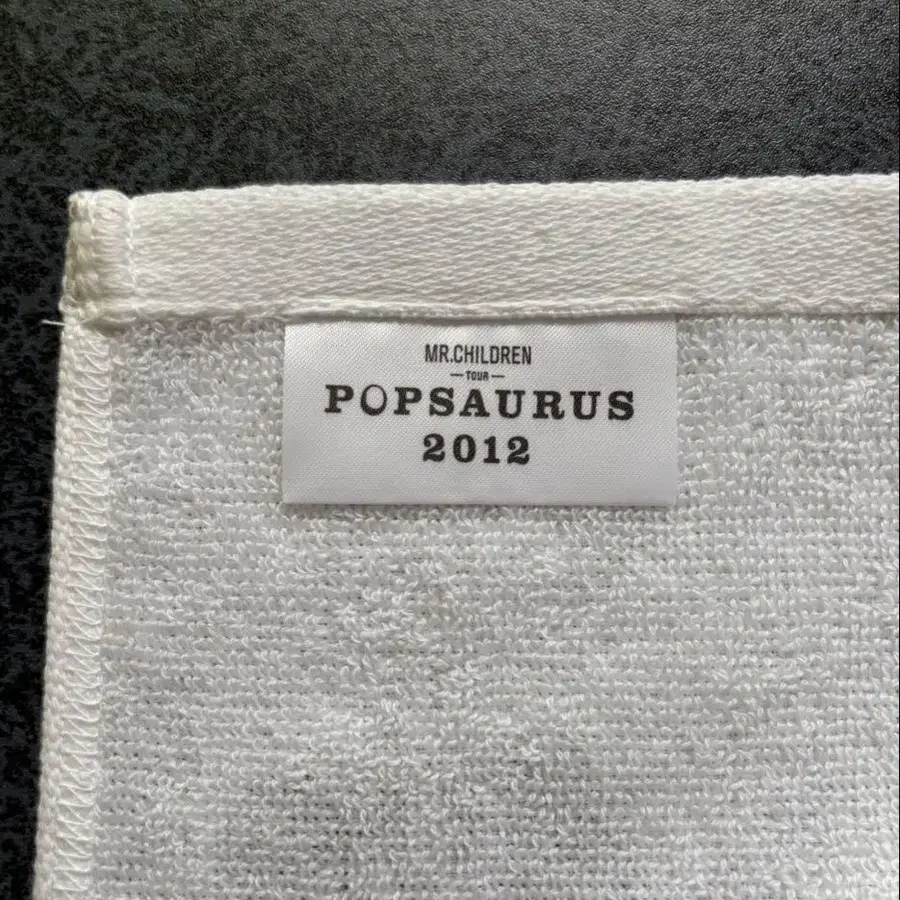 MR.CHILDREN
—TOUR—
POPSAURUS
2012